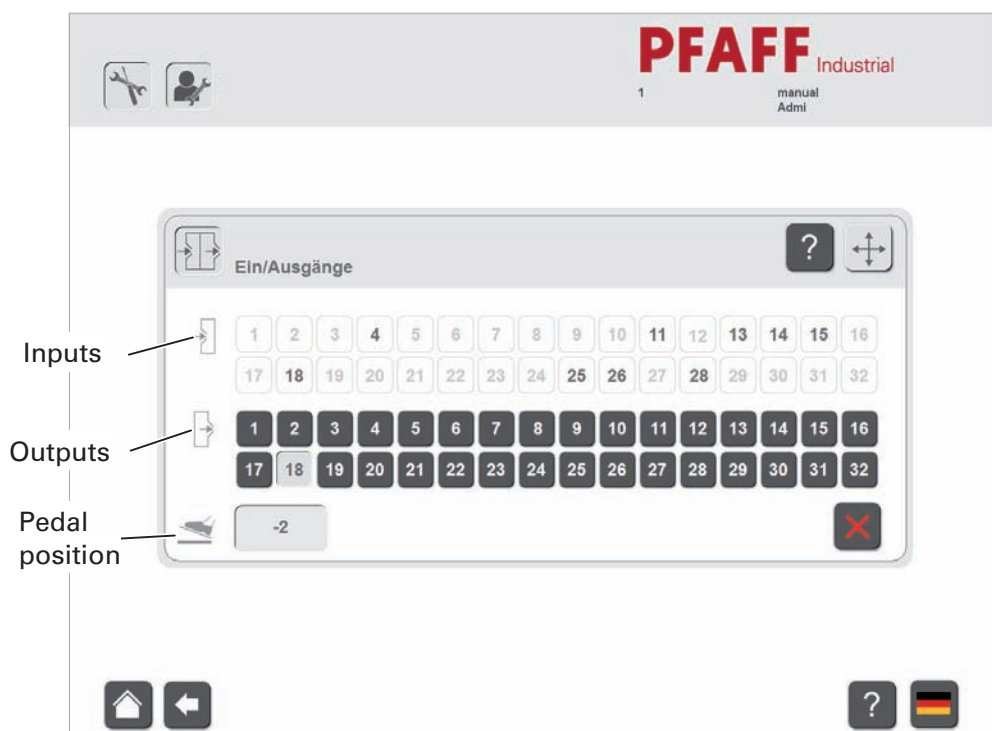 PFAFF Industrial
1 manual
Admi
?
Ein/Ausgänge
Inputs
1 2 3 4 5 6 7 8 9 10 11 12 13 14 15 16
17 18 19 20 21 22 23 24 25 26 27 28 29 30 31 32
Outputs
1 2 3 4 5 6 7 8 9 10 11 12 13 14 15 16
17 18 19 20 21 22 23 24 25 26 27 28 29 30 31 32
Pedal
position
-2
?